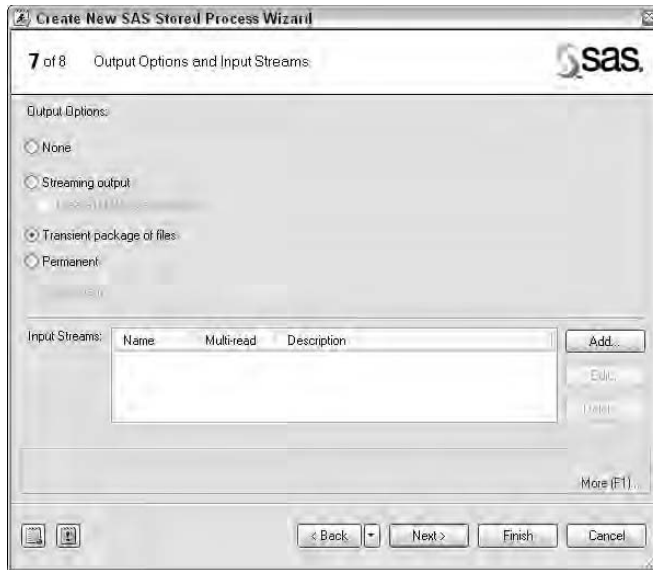 Create New SAS Stored Process Wizard
7 of 8 Output Options and Input Streams
sas.
Output Options:
None
Streaming output
Transient package of files
Permanent
Input Streams:
Name Multi-read Description
Add...
Edit...
More (F1)...
< Back Next > Finish Cancel